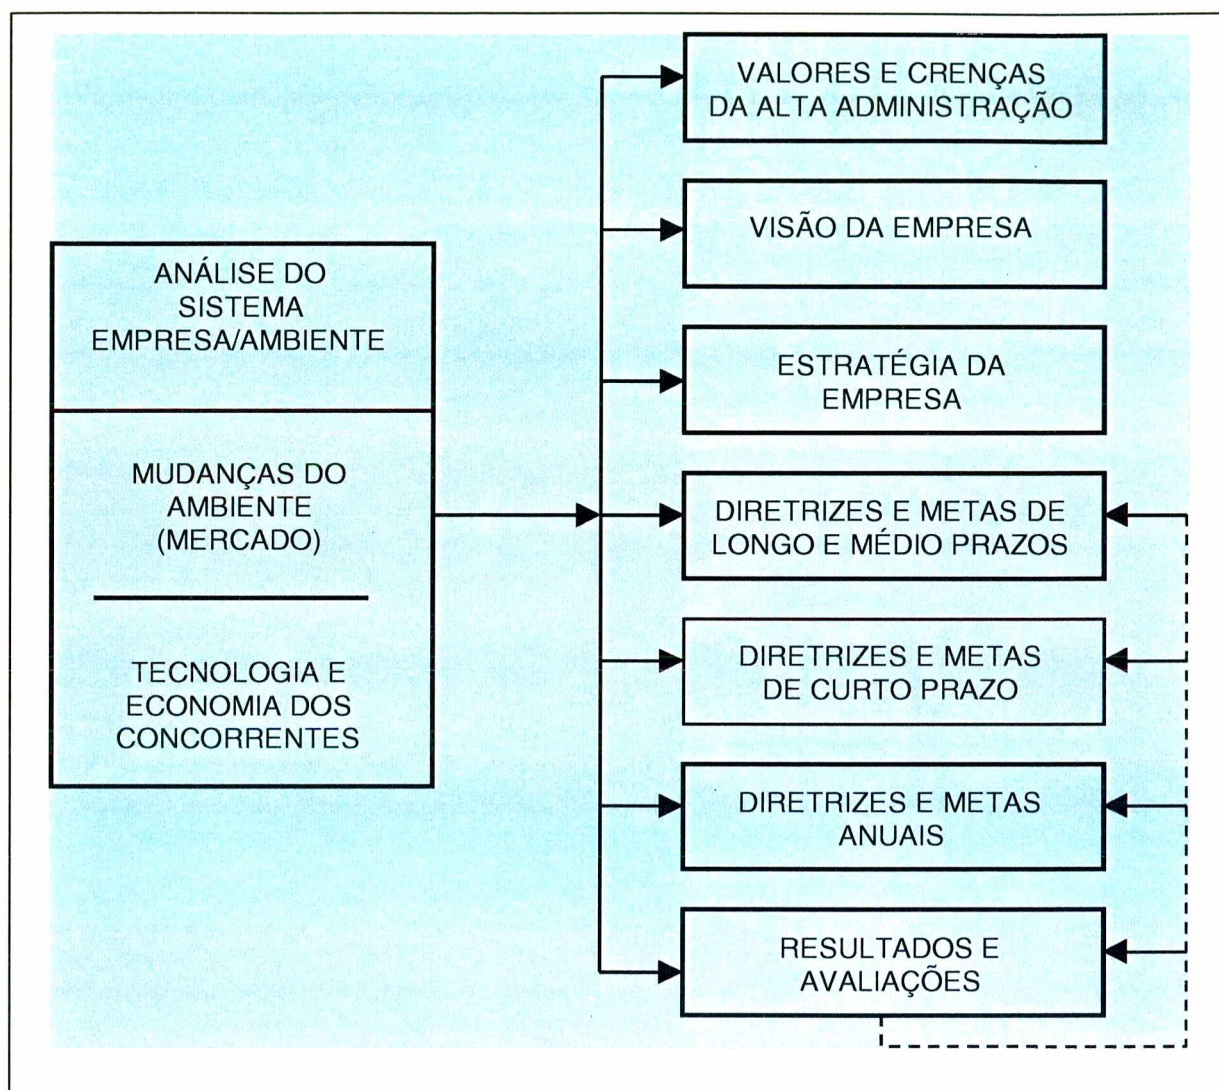 ANÁLISE DO
SISTEMA
EMPRESA/AMBIENTE
MUDANÇAS DO
AMBIENTE
(MERCADO)
TECNOLOGIA E
ECONOMIA DOS
CONCORRENTES
VALORES E CRENÇAS
DA ALTA ADMINISTRAÇÃO
VISÃO DA EMPRESA
ESTRATÉGIA DA
EMPRESA
DIRETRIZES E METAS DE
LONGO E MÉDIO PRAZOS
DIRETRIZES E METAS
DE CURTO PRAZO
DIRETRIZES E METAS
ANUAIS
RESULTADOS E
AVALIAÇÕES